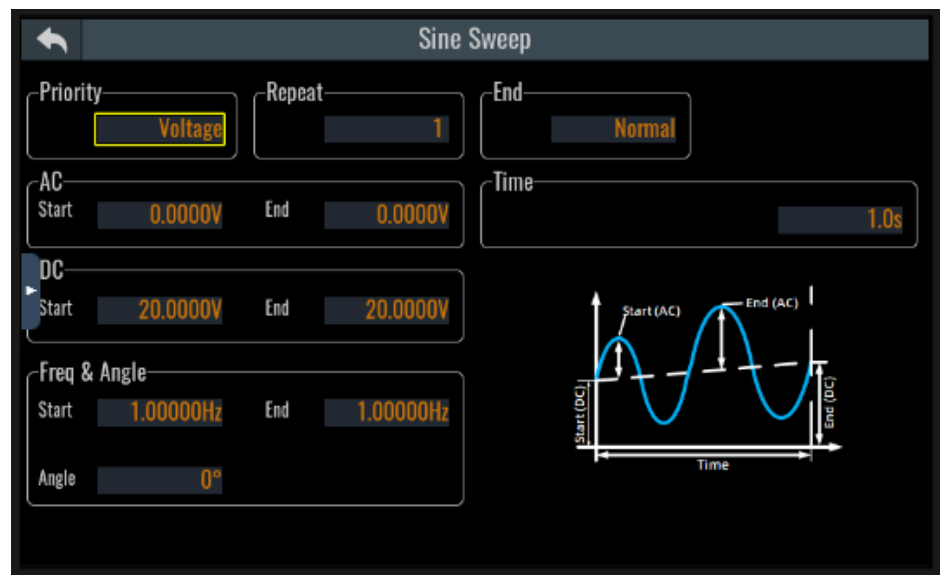 Sine Sweep
Priority
Voltage
Repeat
1
End
Normal
AC
Start 0.0000V End 0.0000V
Time
1.0s
DC
Start 20.0000V End 20.0000V
Freq & Angle
Start 1.00000Hz End 1.00000Hz
Angle 0°
Start (AC)
End (AC)
Start (DC)
End (DC)
Time